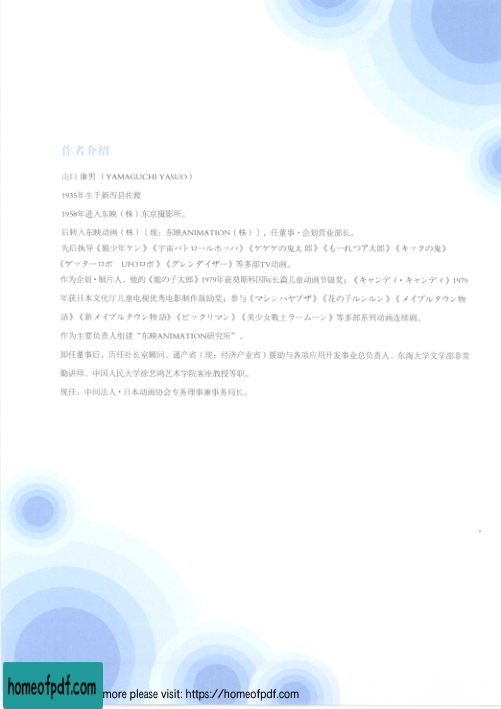 作者介绍
山口 康男 （YAMAGUCHI YASUO）
1935年生于新泻县佐渡
1958年进入东映（株）东京摄影所。
后转入东映动画（株）［现：东映ANIMATION（株）］，任董事·企划营业部长。
先后执导《狼少年ケン》《宇宙パトロールホッパ》《ゲゲゲの鬼太 郎》《もーれつア太郎》《キックの鬼》
《ゲッターロボ　UFOロボ》《グレンダイザー》等多部TV动画。
作为企划·制片人，他的《龍の子太郎》1979年获莫斯科国际长篇儿童动画节银奖；《キャンディ・キャンディ》1979
年获日本文化厅儿童电视优秀电影制作鼓励奖；参与《マシンハヤブサ》《花の子ルンルン》《メイプルタウン物
語》《新メイプルタウン物 語》《ビックリマン》《美少女戰士ラームーン》等多部系列动画连续剧。
作为主要负责人组建“东映ANIMATION研究所”。
卸任董事后，历任社长室顾问、通产省（现：经济产业省）援助与各项应用开发事业总负责人、东海大学文学部非常
勤讲师、中国人民大学徐悲鸿艺术学院客座教授等职。
现任：中间法人·日本动画协会专务理事兼事务局长。
homeofpdf.com
more please visit: https://homeofpdf.com